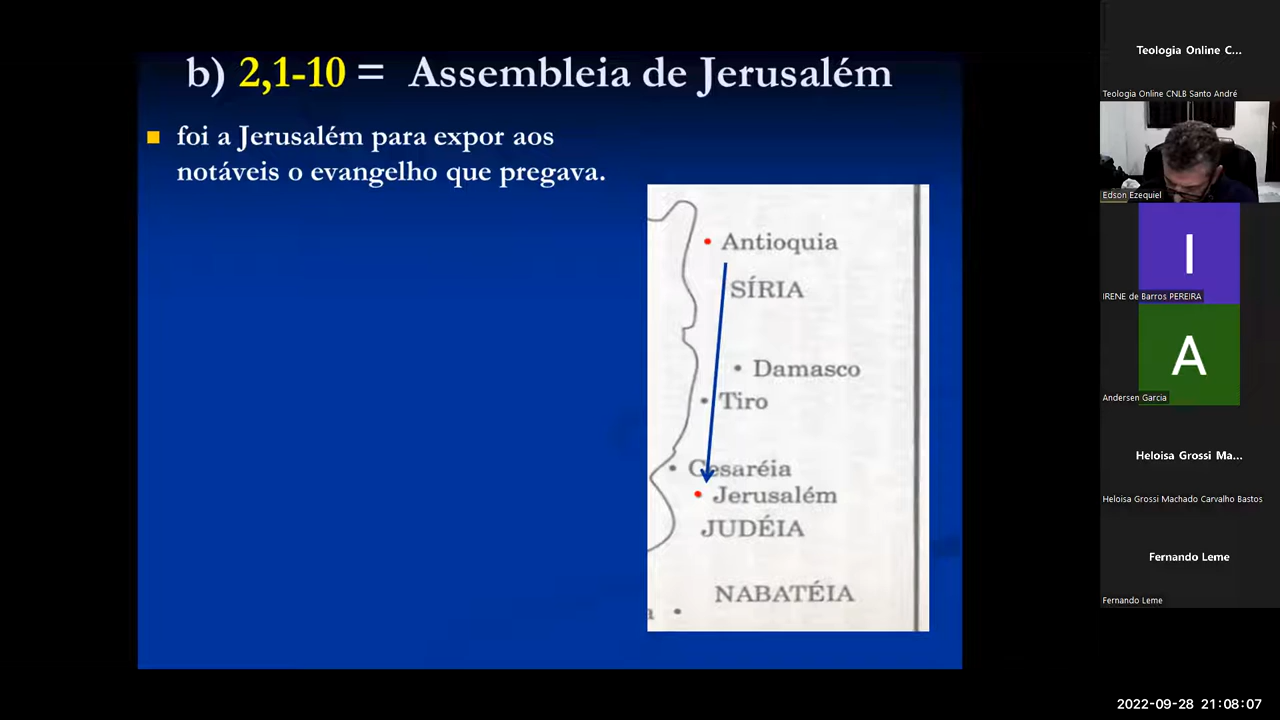 b) 2,1-10 = Assembleia de Jerusalém
foi a Jerusalém para expor aos
notáveis o evangelho que pregava.
Antioquia
SÍRIA
Damasco
Tiro
Cesaréia
Jerusalém
JUDÉIA
NABATÉIA
a
Teologia Online C...
Teologia Online CNLB Santo André
Edson Ezequiel
I
IRENE de Barros PEREIRA
A
Andersen Garcia
Heloisa Grossi Ma...
Heloisa Grossi Machado Carvalho Bastos
Fernando Leme
Fernando Leme
2022-09-28 21:08:07